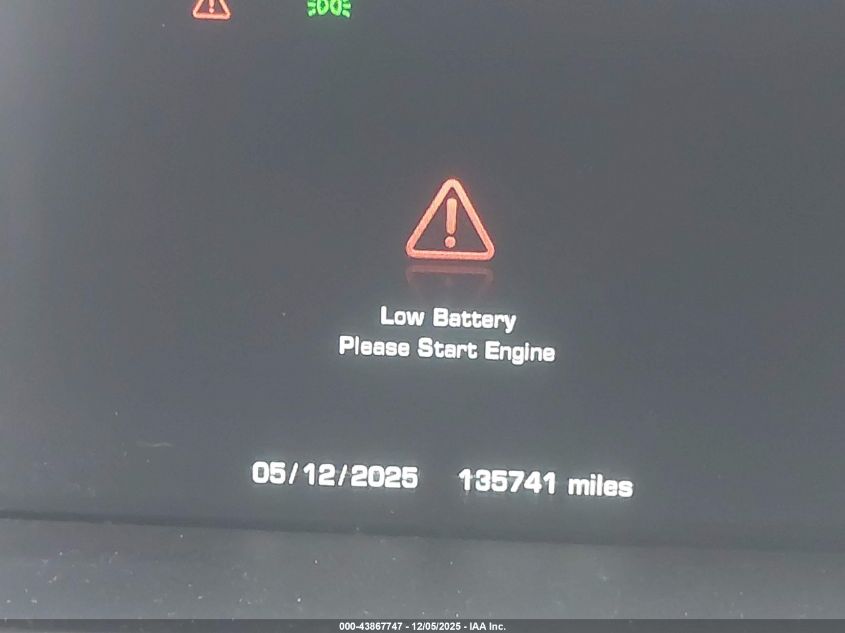 Low Battery
Please Start Engine
05/12/2025 135741 miles
000-43867747 - 12/05/2025 - IAA Inc.